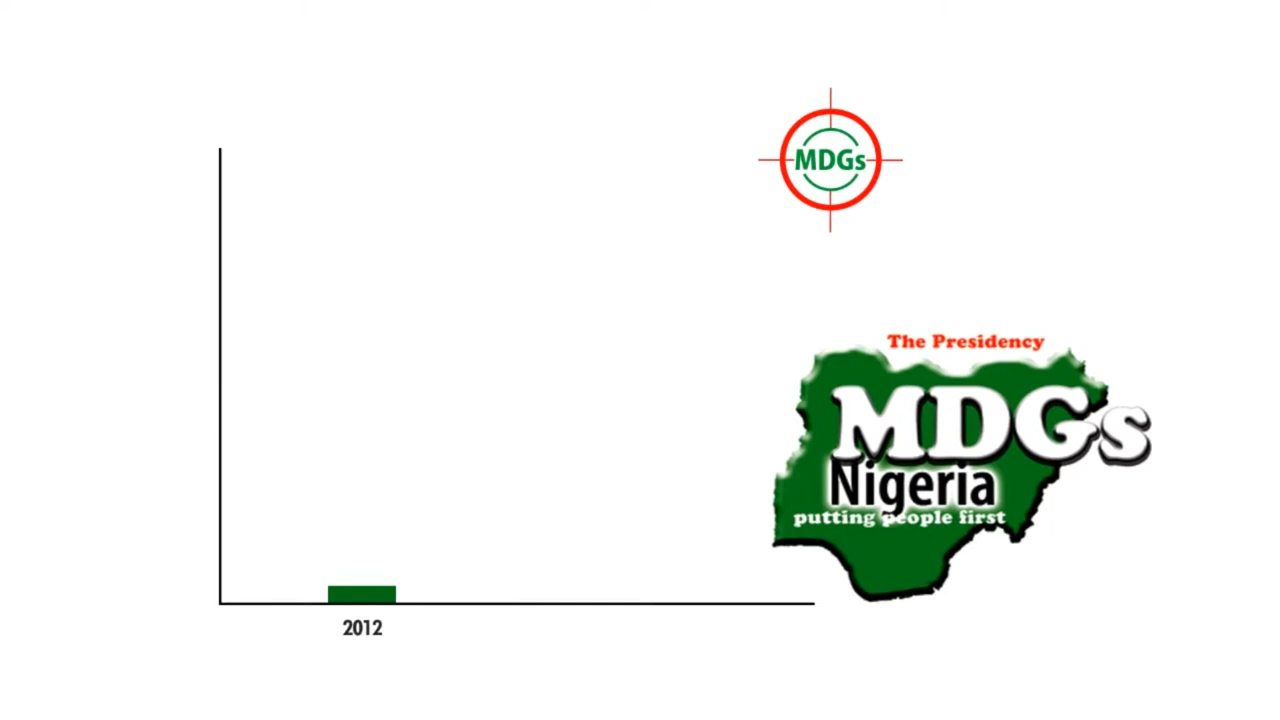 MDGs
The Presidency
MDGs
Nigeria
putting people first
2012